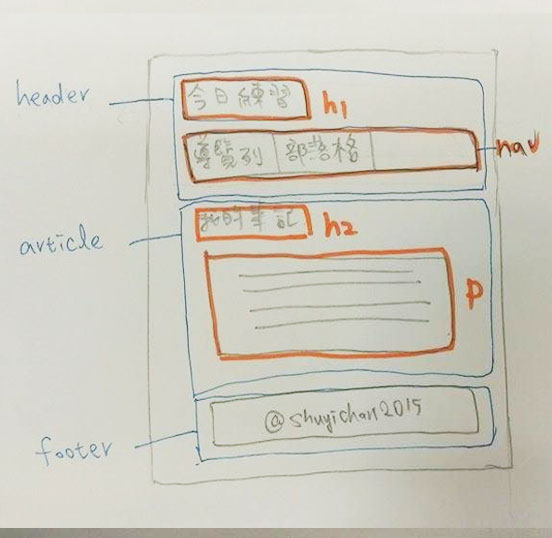 header
今日練習 h1
導覽列 部落格 nav
article
我的筆記 h2
p
@shuyichan2015
footer